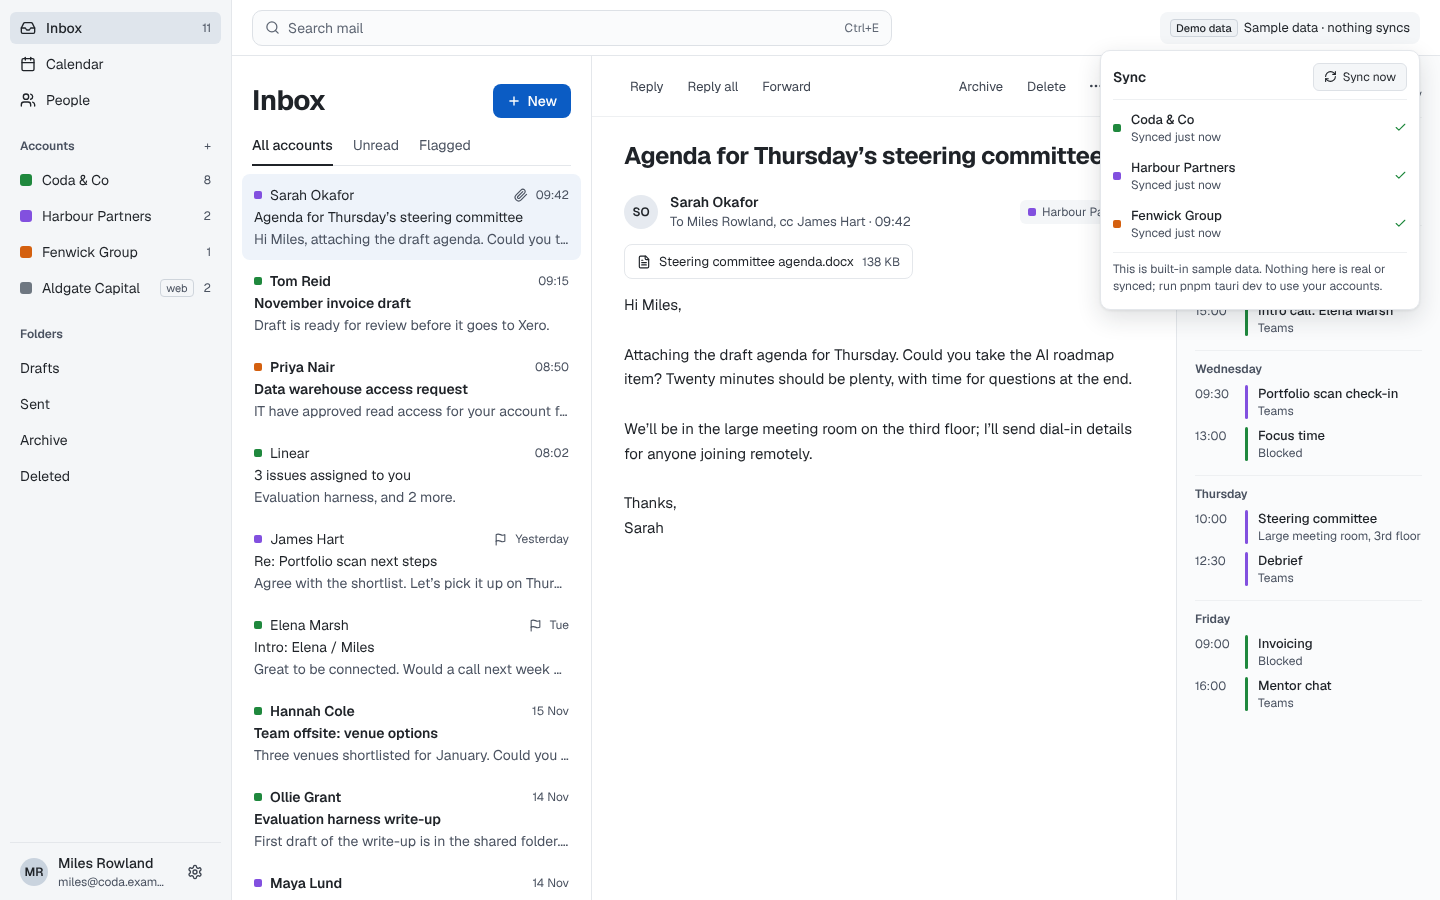 Inbox 11
Calendar
People
Accounts +
Coda & Co 8
Harbour Partners 2
Fenwick Group 1
Aldgate Capital web 2
Folders
Drafts
Sent
Archive
Deleted
MR Miles Rowland
miles@coda.exam…
Search mail Ctrl+E
Demo data Sample data · nothing syncs
Inbox
+ New
All accounts Unread Flagged
Sarah Okafor 09:42
Agenda for Thursday’s steering committee
Hi Miles, attaching the draft agenda. Could you t…
Tom Reid 09:15
November invoice draft
Draft is ready for review before it goes to Xero.
Priya Nair 08:50
Data warehouse access request
IT have approved read access for your account f…
Linear 08:02
3 issues assigned to you
Evaluation harness, and 2 more.
James Hart Yesterday
Re: Portfolio scan next steps
Agree with the shortlist. Let’s pick it up on Thur…
Elena Marsh Tue
Intro: Elena / Miles
Great to be connected. Would a call next week …
Hannah Cole 15 Nov
Team offsite: venue options
Three venues shortlisted for January. Could you …
Ollie Grant 14 Nov
Evaluation harness write-up
First draft of the write-up is in the shared folder.…
Maya Lund 14 Nov
Reply Reply all Forward Archive Delete ···
Agenda for Thursday’s steering committee
SO Sarah Okafor
To Miles Rowland, cc James Hart · 09:42
Harbour Pa
Steering committee agenda.docx 138 KB
Hi Miles,
Attaching the draft agenda for Thursday. Could you take the AI roadmap
item? Twenty minutes should be plenty, with time for questions at the end.
We’ll be in the large meeting room on the third floor; I’ll send dial-in details
for anyone joining remotely.
Thanks,
Sarah
Sync Sync now
Coda & Co
Synced just now
Harbour Partners
Synced just now
Fenwick Group
Synced just now
This is built-in sample data. Nothing here is real or
synced; run pnpm tauri dev to use your accounts.
15:00 Intro call: Elena Marsh
Teams
Wednesday
09:30 Portfolio scan check-in
Teams
13:00 Focus time
Blocked
Thursday
10:00 Steering committee
Large meeting room, 3rd floor
12:30 Debrief
Teams
Friday
09:00 Invoicing
Blocked
16:00 Mentor chat
Teams